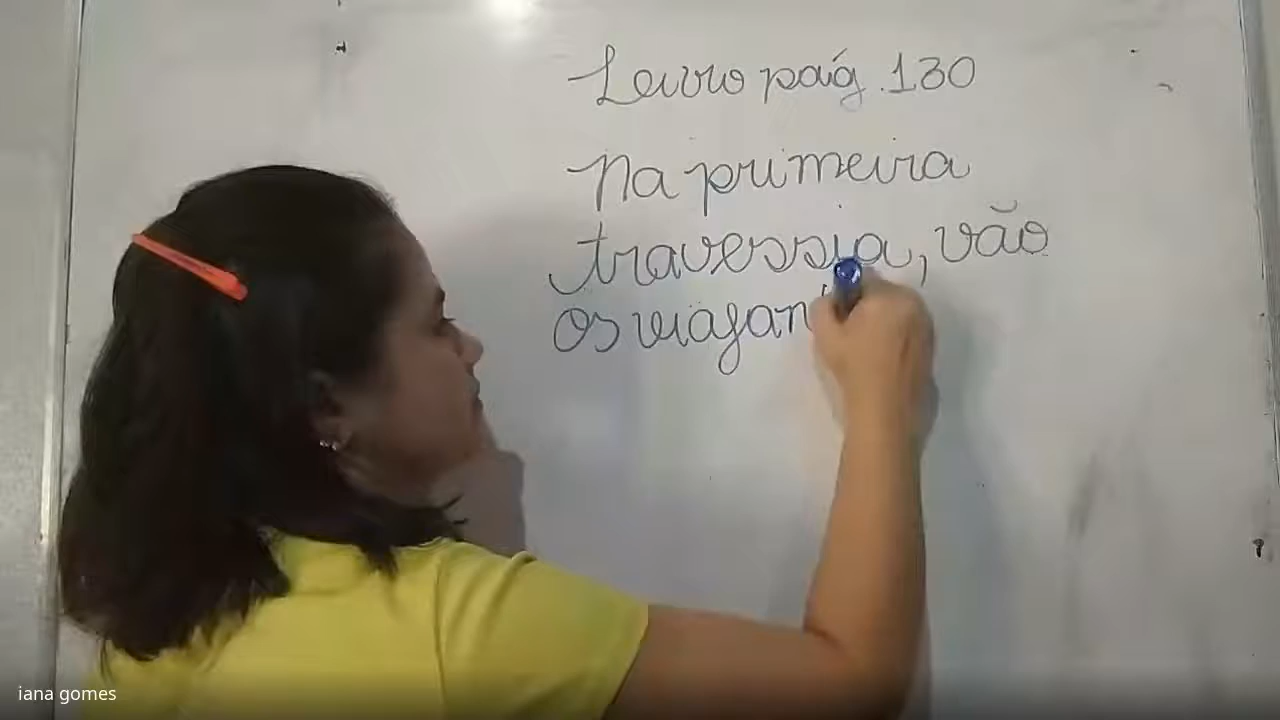 Livro pág. 130
Na primeira
travessia, vão
os viajan
iana gomes